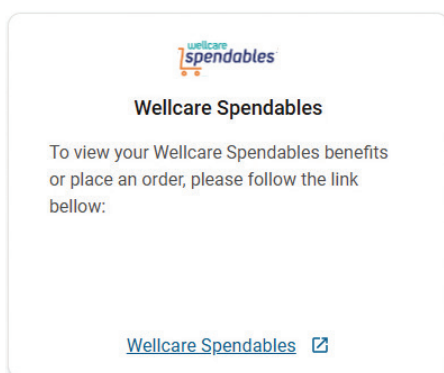 wellcare
spendables
Wellcare Spendables
To view your Wellcare Spendables benefits
or place an order, please follow the link
bellow:
Wellcare Spendables